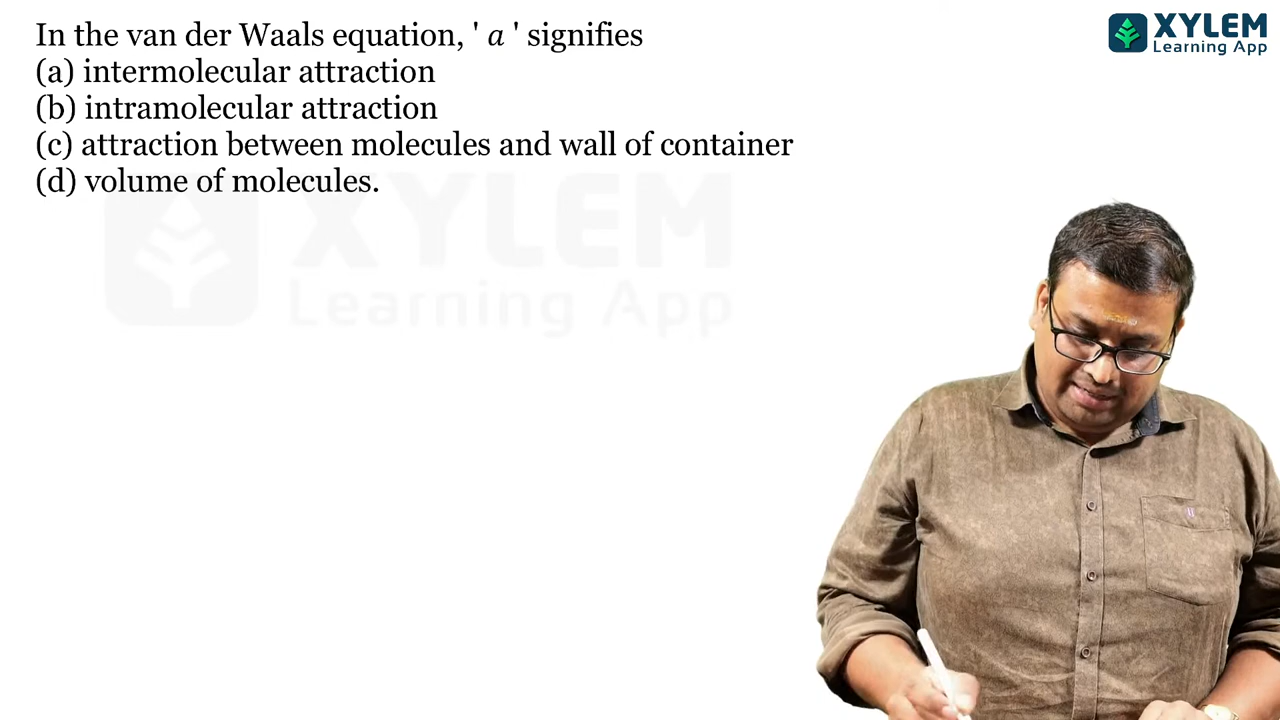 In the van der Waals equation, ' a ' signifies
(a) intermolecular attraction
(b) intramolecular attraction
(c) attraction between molecules and wall of container
(d) volume of molecules.
XYLEM
Learning App
XYLEM
Learning App